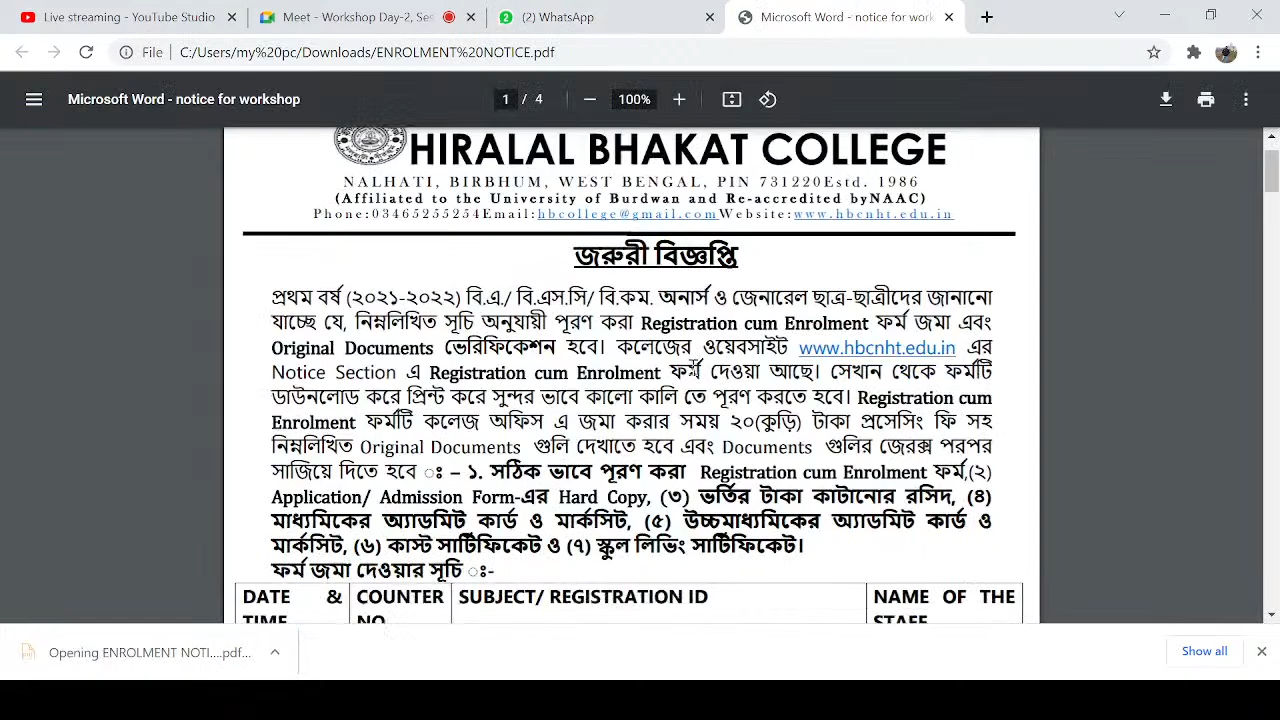 Live streaming - YouTube Studio
Meet - Workshop Day-2, Ses
(2) WhatsApp
Microsoft Word - notice for work
File
C:/Users/my%20pc/Downloads/ENROLMENT%20NOTICE.pdf
Microsoft Word - notice for workshop
1 / 4
100%
HIRALAL BHAKAT COLLEGE
NALHATI, BIRBHUM, WEST BENGAL, PIN 731220Estd. 1986
(Affiliated to the University of Burdwan and Re-accredited byNAAC)
Phone:03465255254Email:hbcollege@gmail.comWebsite:www.hbcnht.edu.in
জরুরী বিজ্ঞপ্তি
প্রথম বর্ষ (২০২১-২০২২) বি.এ./ বি.এস.সি/ বি.কম. অনার্স ও জেনারেল ছাত্র-ছাত্রীদের জানানো
যাচ্ছে যে, নিম্নলিখিত সূচি অনুযায়ী পূরণ করা Registration cum Enrolment ফর্ম জমা এবং
Original Documents ভেরিফিকেশন হবে। কলেজের ওয়েবসাইট www.hbcnht.edu.in এর
Notice Section এ Registration cum Enrolment ফর্ম দেওয়া আছে। সেখান থেকে ফর্মটি
ডাউনলোড করে প্রিন্ট করে সুন্দর ভাবে কালো কালি তে পূরণ করতে হবে। Registration cum
Enrolment ফর্মটি কলেজ অফিস এ জমা করার সময় ২০(কুড়ি) টাকা প্রসেসিং ফি সহ
নিম্নলিখিত Original Documents গুলি দেখাতে হবে এবং Documents গুলির জেরক্স পরপর
সাজিয়ে দিতে হবে ঃ – ১. সঠিক ভাবে পূরণ করা Registration cum Enrolment ফর্ম,(২)
Application/ Admission Form-এর Hard Copy, (৩) ভর্তির টাকা কাটানোর রসিদ, (৪)
মাধ্যমিকের অ্যাডমিট কার্ড ও মার্কসিট, (৫) উচ্চমাধ্যমিকের অ্যাডমিট কার্ড ও
মার্কসিট, (৬) কাস্ট সার্টিফিকেট ও (৭) স্কুল লিভিং সার্টিফিকেট।
ফর্ম জমা দেওয়ার সূচি ঃ-
DATE & COUNTER SUBJECT/ REGISTRATION ID NAME OF THE
TIME NO. STAFF
Opening ENROLMENT NOTI....pdf...
Show all